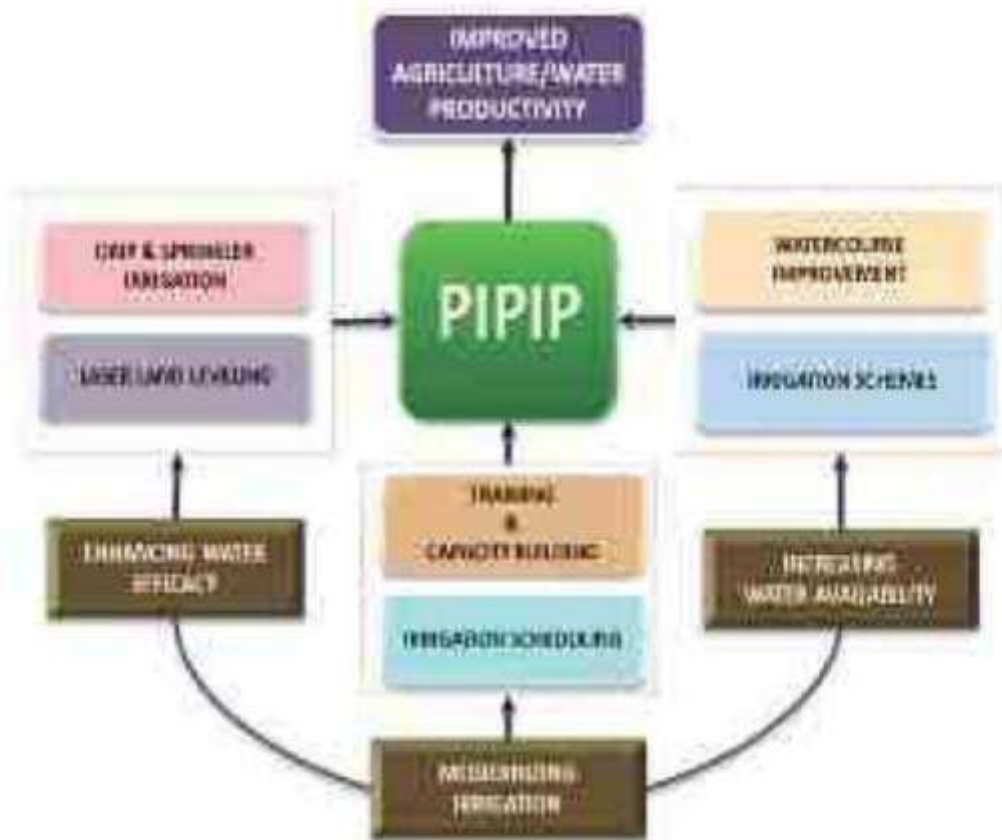 IMPROVED
AGRICULTURE/WATER
PRODUCTIVITY
DRIP & SPRINKLER
IRRIGATION
LASER LAND LEVELING
PIPIP
WATERCOURSE
IMPROVEMENT
IRRIGATION SCHEMES
TRAINING
&
CAPACITY BUILDING
IRRIGATION SCHEDULING
ENHANCING WATER
EFFICACY
WATER AVAILABILITY
MODERNIZING
IRRIGATION